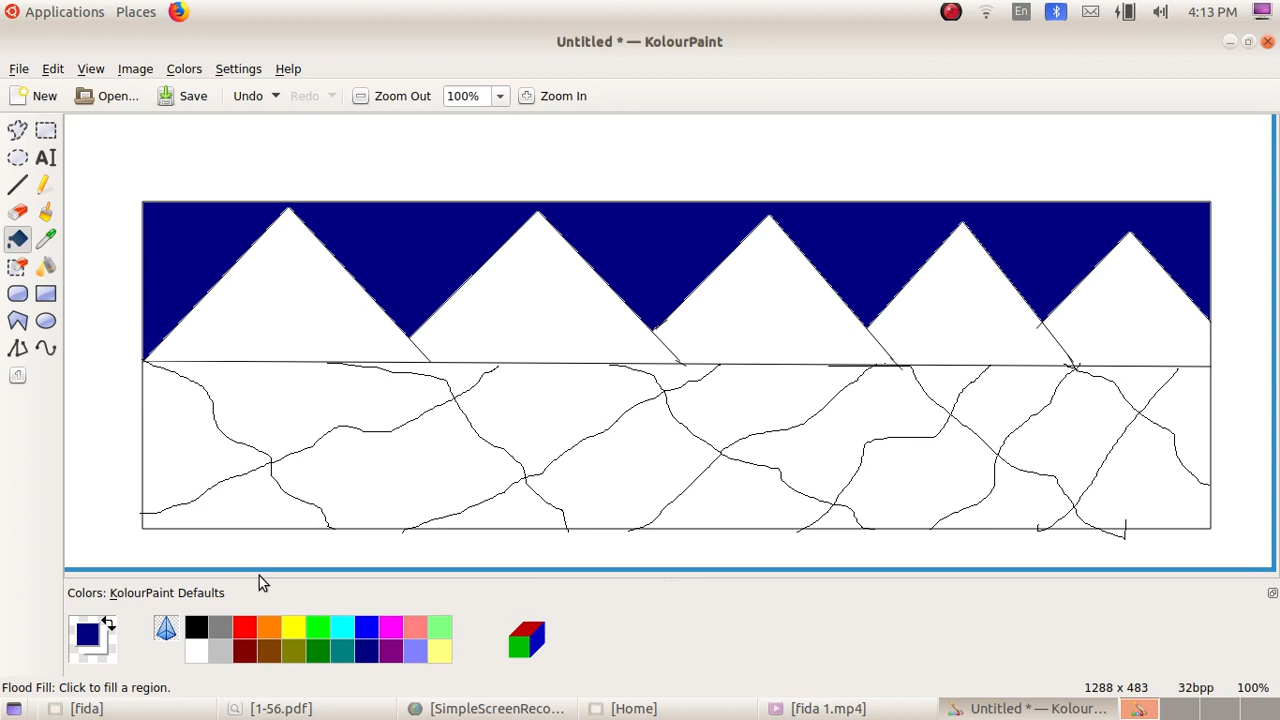 Applications Places En 4:13 PM
Untitled * — KolourPaint
File Edit View Image Colors Settings Help
New Open... Save Undo Redo Zoom Out 100% Zoom In
A
Colors: KolourPaint Defaults
Flood Fill: Click to fill a region. 1288 x 483 32bpp 100%
[fida] [1-56.pdf] [SimpleScreenReco... [Home] [fida 1.mp4] Untitled * — Kolour...